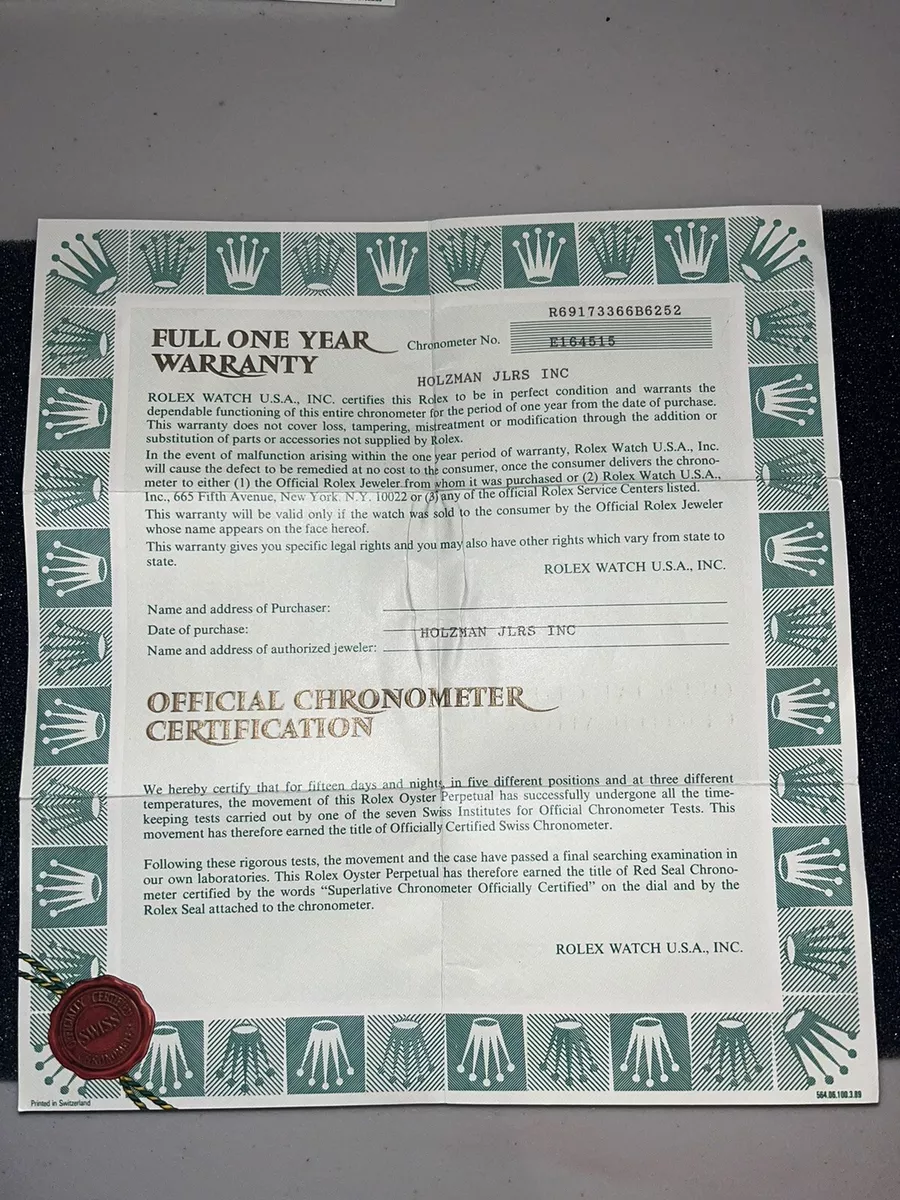 R69173366B6252
FULL ONE YEAR
WARRANTY
Chronometer No.
E164515
HOLZMAN JLRS INC
ROLEX WATCH U.S.A., INC. certifies this Rolex to be in perfect condition and warrants the
dependable functioning of this entire chronometer for the period of one year from the date of purchase.
This warranty does not cover loss, tampering, mistreatment or modification through the addition or
substitution of parts or accessories not supplied by Rolex.
In the event of malfunction arising within the one year period of warranty, Rolex Watch U.S.A., Inc.
will cause the defect to be remedied at no cost to the consumer, once the consumer delivers the chrono-
meter to either (1) the Official Rolex Jeweler from whom it was purchased or (2) Rolex Watch U.S.A.,
Inc., 665 Fifth Avenue, New York. N.Y. 10022 or (3) any of the official Rolex Service Centers listed.
This warranty will be valid only if the watch was sold to the consumer by the Official Rolex Jeweler
whose name appears on the face hereof.
This warranty gives you specific legal rights and you may also have other rights which vary from state to
state.
ROLEX WATCH U.S.A., INC.
Name and address of Purchaser:
Date of purchase:
HOLZMAN JLRS INC
Name and address of authorized jeweler:
OFFICIAL CHRONOMETER
CERTIFICATION
We hereby certify that for fifteen days and nights, in five different positions and at three different
temperatures, the movement of this Rolex Oyster Perpetual has successfully undergone all the time-
keeping tests carried out by one of the seven Swiss Institutes for Official Chronometer Tests. This
movement has therefore earned the title of Officially Certified Swiss Chronometer.
Following these rigorous tests, the movement and the case have passed a final searching examination in
our own laboratories. This Rolex Oyster Perpetual has therefore earned the title of Red Seal Chrono-
meter certified by the words “Superlative Chronometer Officially Certified” on the dial and by the
Rolex Seal attached to the chronometer.
ROLEX WATCH U.S.A., INC.
OFFICIALLY CERTIFIED
SWISS
CHRONOMETER
Printed in Switzerland
564.06.100.3.89